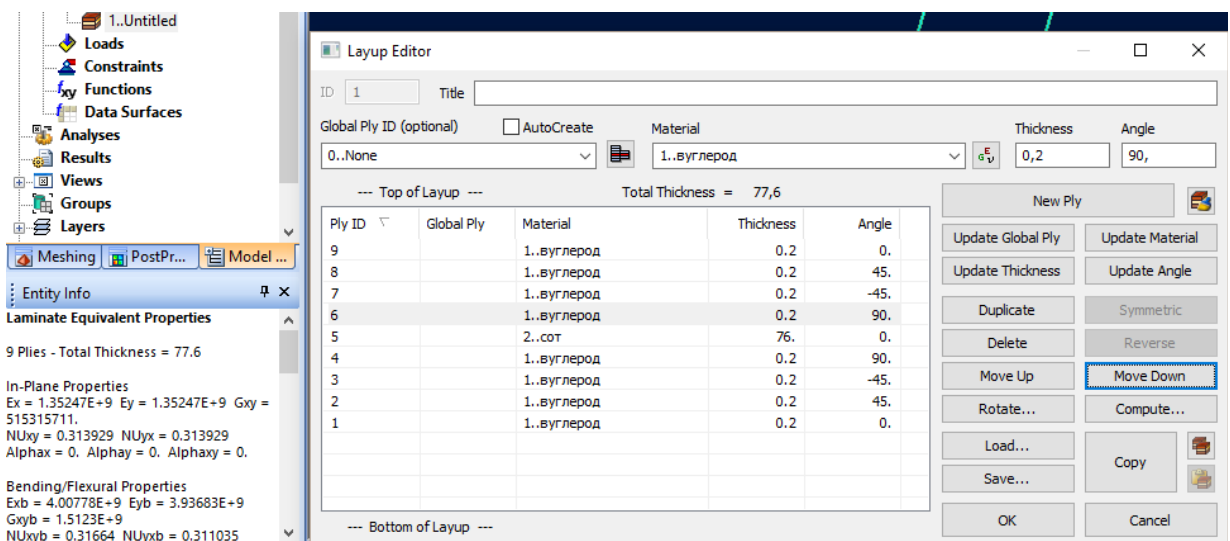 1..Untitled
Loads
Constraints
fxy Functions
Data Surfaces
Analyses
Results
Views
Groups
Layers
Meshing PostPr... Model ...
Entity Info
Laminate Equivalent Properties
9 Plies - Total Thickness = 77.6
In-Plane Properties
Ex = 1.35247E+9 Ey = 1.35247E+9 Gxy =
515315711.
NUxy = 0.313929 NUyx = 0.313929
Alphax = 0. Alphay = 0. Alphaxy = 0.
Bending/Flexural Properties
Exb = 4.00778E+9 Eyb = 3.93683E+9
Gxyb = 1.5123E+9
NUxyb = 0.31664 NUyxb = 0.311035
Layup Editor
ID 1 Title
Global Ply ID (optional) AutoCreate Material Thickness Angle
0..None 1..вуглерод G E ν 0,2 90,
--- Top of Layup --- Total Thickness = 77,6
Ply ID Global Ply Material Thickness Angle
9 1..вуглерод 0.2 0.
8 1..вуглерод 0.2 45.
7 1..вуглерод 0.2 -45.
6 1..вуглерод 0.2 90.
5 2..сот 76. 0.
4 1..вуглерод 0.2 90.
3 1..вуглерод 0.2 -45.
2 1..вуглерод 0.2 45.
1 1..вуглерод 0.2 0.
--- Bottom of Layup ---
New Ply
Update Global Ply Update Material
Update Thickness Update Angle
Duplicate Symmetric
Delete Reverse
Move Up Move Down
Rotate... Compute...
Load... Copy
Save...
OK Cancel